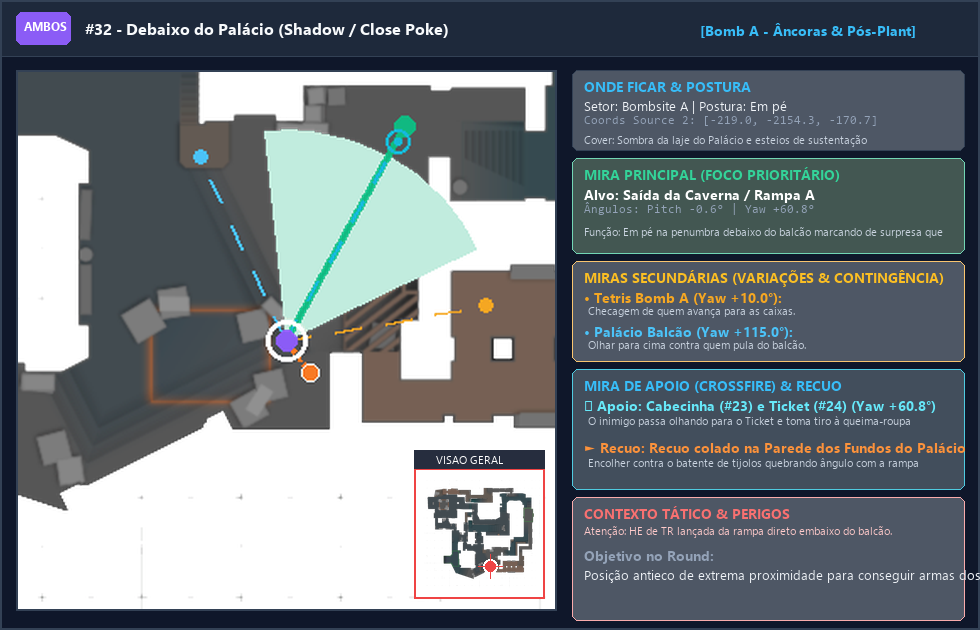 AMBOS
#32 - Debaixo do Palácio (Shadow / Close Poke)
[Bomb A - Âncoras & Pós-Plant]
VISAO GERAL
ONDE FICAR & POSTURA
Setor: Bombsite A | Postura: Em pé
Coords Source 2: [-219.0, -2154.3, -170.7]
Cover: Sombra da laje do Palácio e esteios de sustentação
MIRA PRINCIPAL (FOCO PRIORITÁRIO)
Alvo: Saída da Caverna / Rampa A
Ângulos: Pitch -0.6º | Yaw +60.8º
Função: Em pé na penumbra debaixo do balcão marcando de surpresa que
MIRAS SECUNDÁRIAS (VARIAÇÕES & CONTINGÊNCIA)
• Tetris Bomb A (Yaw +10.0°):
Checagem de quem avança para as caixas.
• Palácio Balcão (Yaw +115.0°):
Olhar para cima contra quem pula do balcão.
MIRA DE APOIO (CROSSFIRE) & RECUO
Apoio: Cabecinha (#23) e Ticket (#24) (Yaw +60.8°)
O inimigo passa olhando para o Ticket e toma tiro à queima-roupa
► Recuo: Recuo colado na Parede dos Fundos do Palácio
Encolher contra o batente de tijolos quebrando ângulo com a rampa
CONTEXTO TÁTICO & PERIGOS
Atenção: HE de TR lançada da rampa direto embaixo do balcão.
Objetivo no Round:
Posição antieco de extrema proximidade para conseguir armas dos